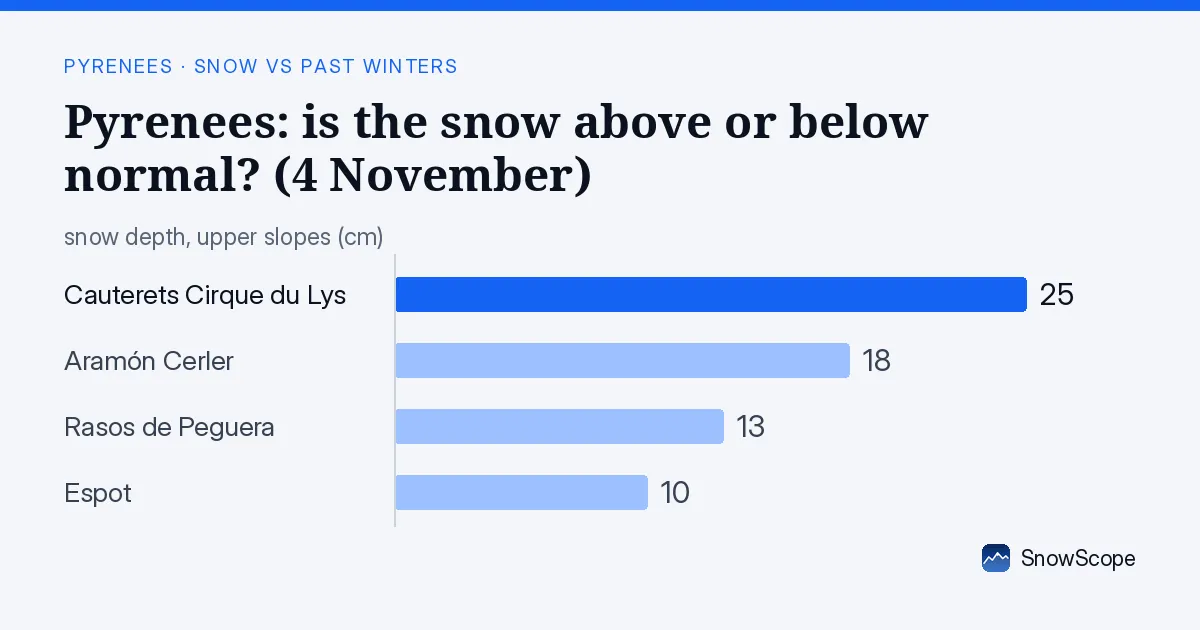 PYRENEES · SNOW VS PAST WINTERS
Pyrenees: is the snow above or below
normal? (4 November)
snow depth, upper slopes (cm)
Cauterets Cirque du Lys 25
Aramón Cerler 18
Rasos de Peguera 13
Espot 10
SnowScope